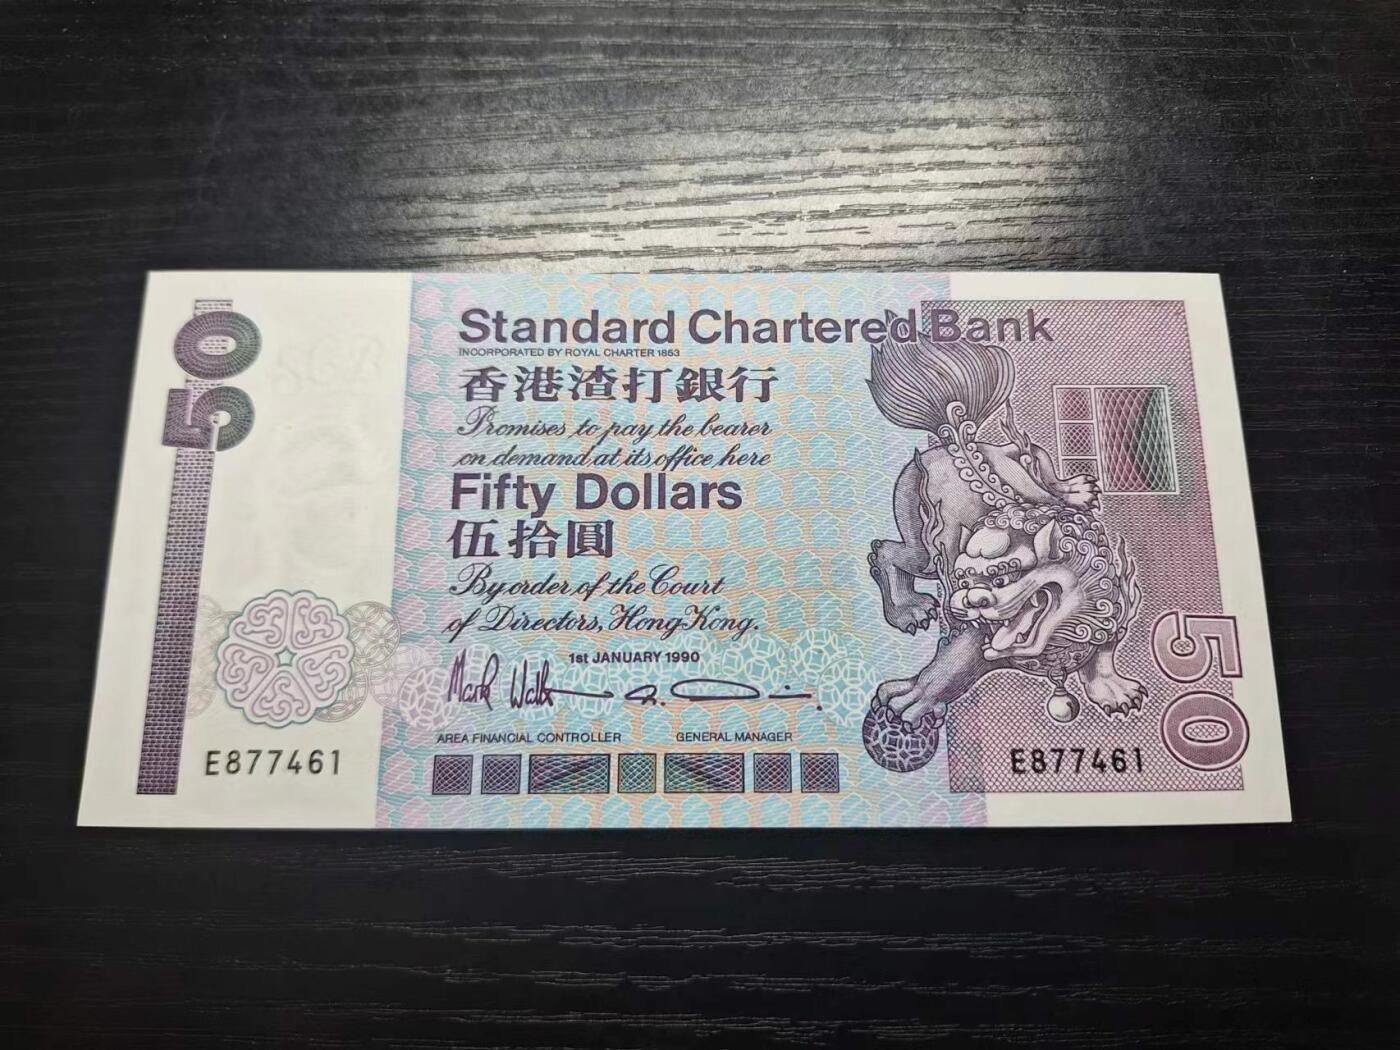 50
Standard Chartered Bank
INCORPORATED BY ROYAL CHARTER 1853
香港渣打銀行
Promises to pay the bearer
on demand at its office here
Fifty Dollars
伍拾圓
By order of the Court
of Directors, Hong Kong.
1st JANUARY 1990
AREA FINANCIAL CONTROLLER GENERAL MANAGER
E877461
E877461
50